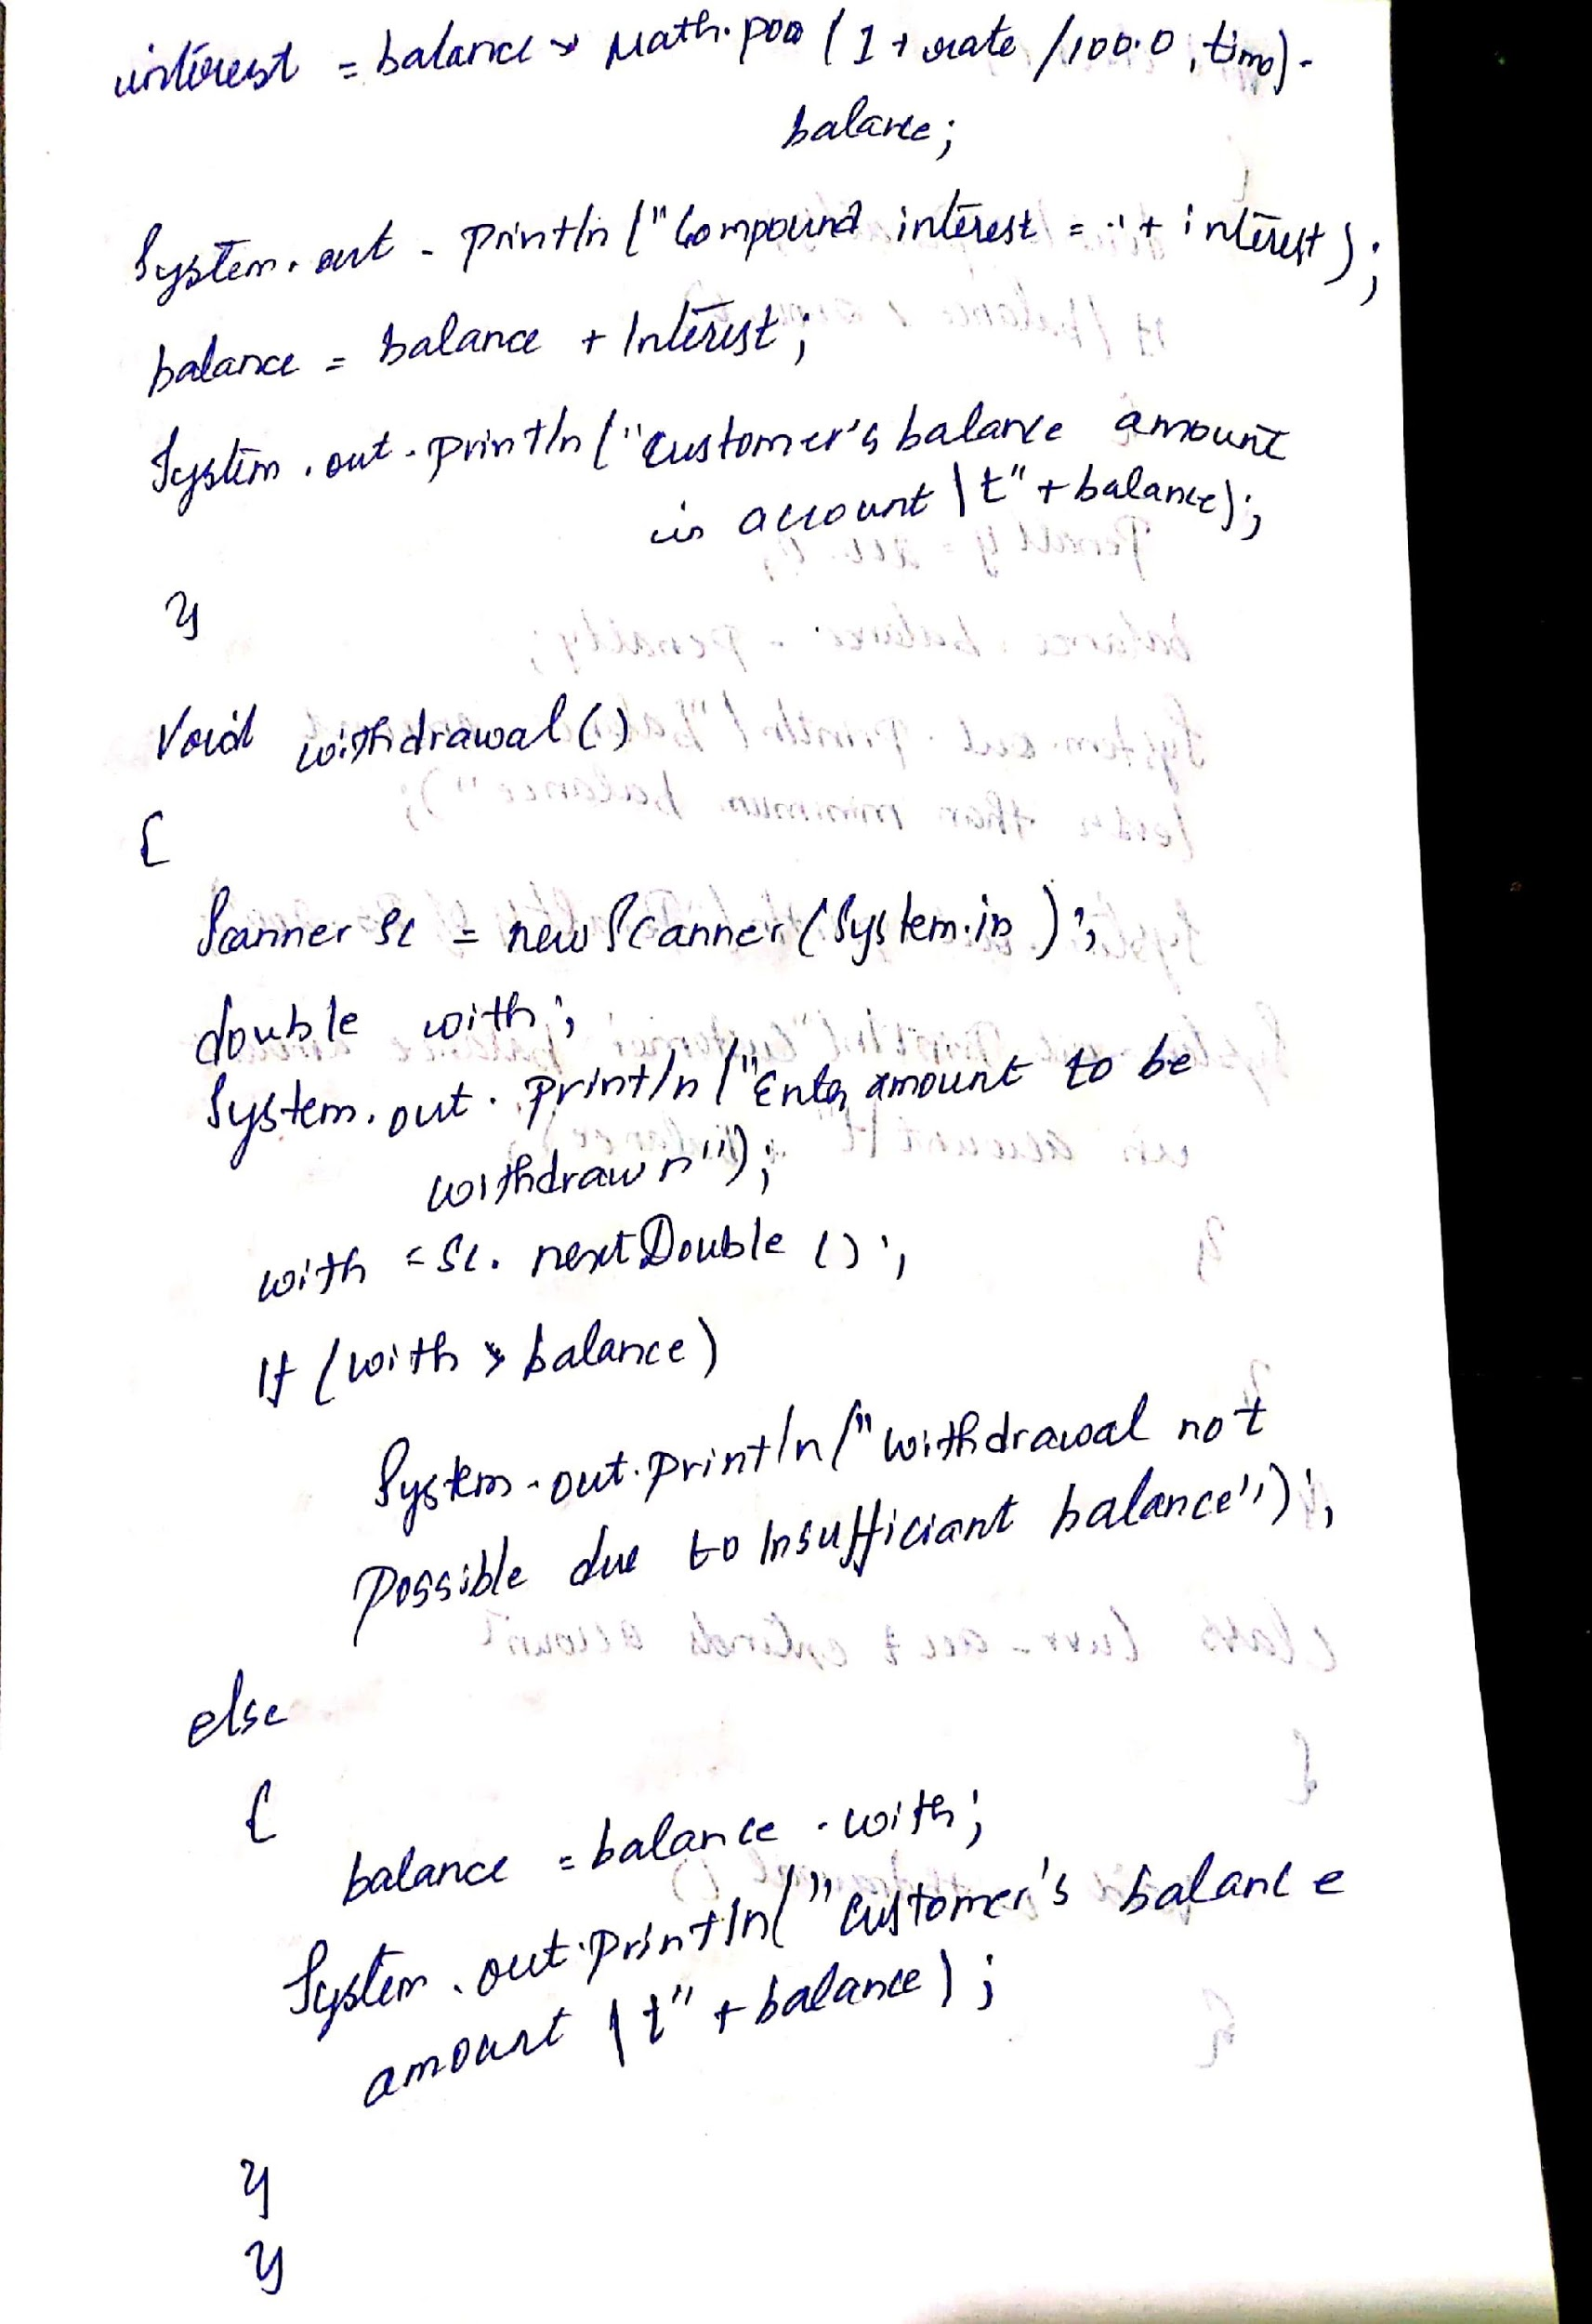 interest = balance * Math.pow (1 + rate /100.0, time) -
balance;
System.out.println ("Compound interest = " + interest);
balance = balance + Interest;
System.out.println ("Customer's balance amount
in account \t" + balance);
}
Void withdrawal ()
{
Scanner sc = new Scanner (System.in);
double with;
System.out.println ("Enter amount to be
withdrawn");
with = sc. nextDouble ();
If (with > balance)
System.out.println ("withdrawal not
possible due to Insufficiant balance");
else
{
balance = balance - with;
System.out.println("Customer's balance
amount \t" + balance);
}
}